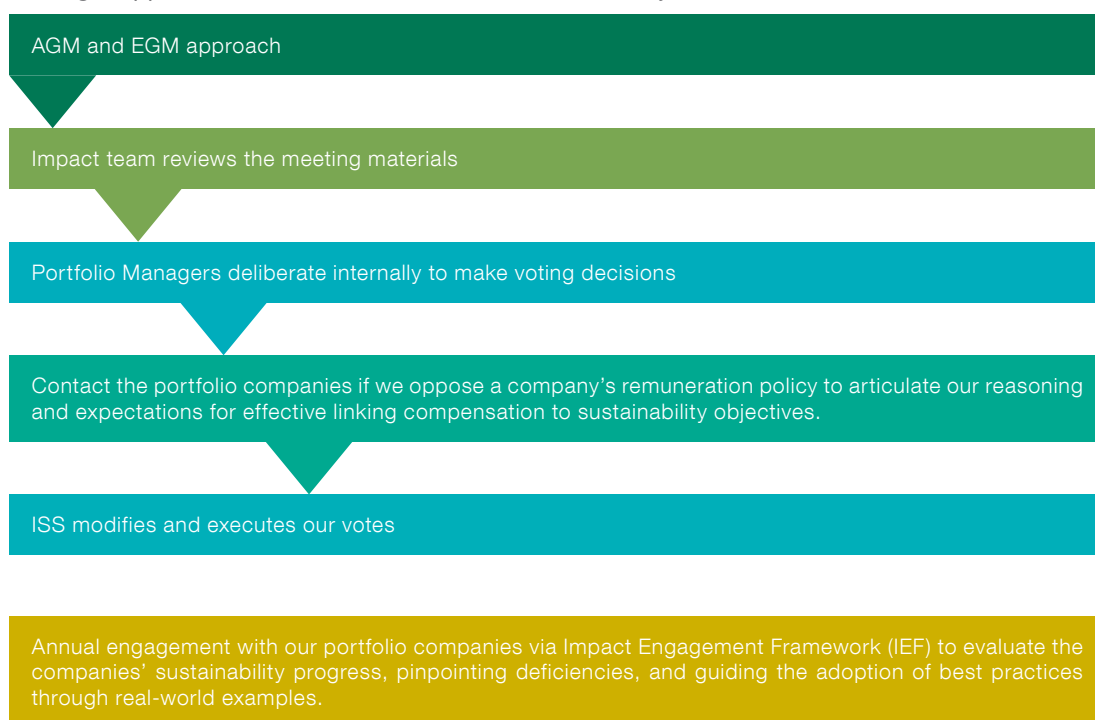 AGM and EGM approach
Impact team reviews the meeting materials
Portfolio Managers deliberate internally to make voting decisions
Contact the portfolio companies if we oppose a company's remuneration policy to articulate our reasoning
and expectations for effective linking compensation to sustainability objectives.
ISS modifies and executes our votes
Annual engagement with our portfolio companies via Impact Engagement Framework (IEF) to evaluate the
companies' sustainability progress, pinpointing deficiencies, and guiding the adoption of best practices
through real-world examples.